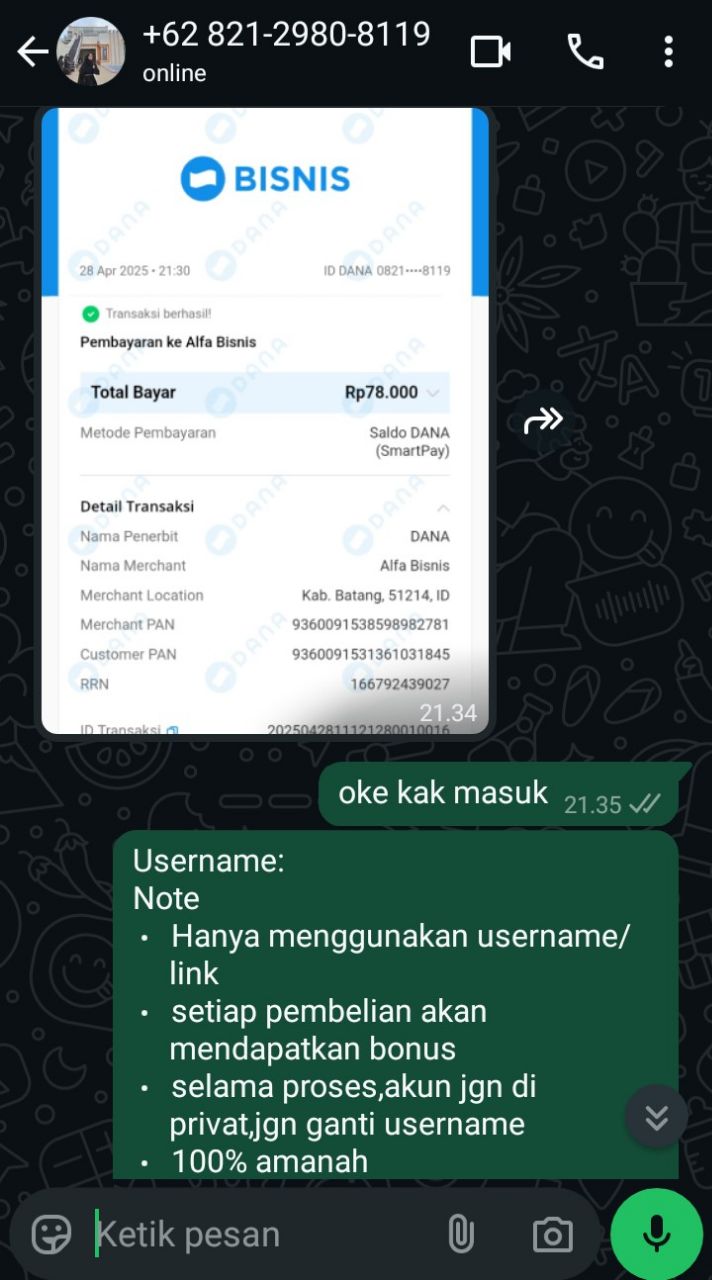 +62 821-2980-8119
online
BISNIS
28 Apr 2025 • 21:30 ID DANA 0821••••8119
Transaksi berhasil!
Pembayaran ke Alfa Bisnis
Total Bayar Rp78.000
Metode Pembayaran Saldo DANA
(SmartPay)
Detail Transaksi
Nama Penerbit DANA
Nama Merchant Alfa Bisnis
Merchant Location Kab. Batang, 51214, ID
Merchant PAN 9360091538598982781
Customer PAN 9360091531361031845
RRN 166792439027
ID Transaksi 2025042811121280010016
21.34
oke kak masuk 21.35
Username:
Note
• Hanya menggunakan username/
link
• setiap pembelian akan
mendapatkan bonus
• selama proses,akun jgn di
privat,jgn ganti username
• 100% amanah
Ketik pesan